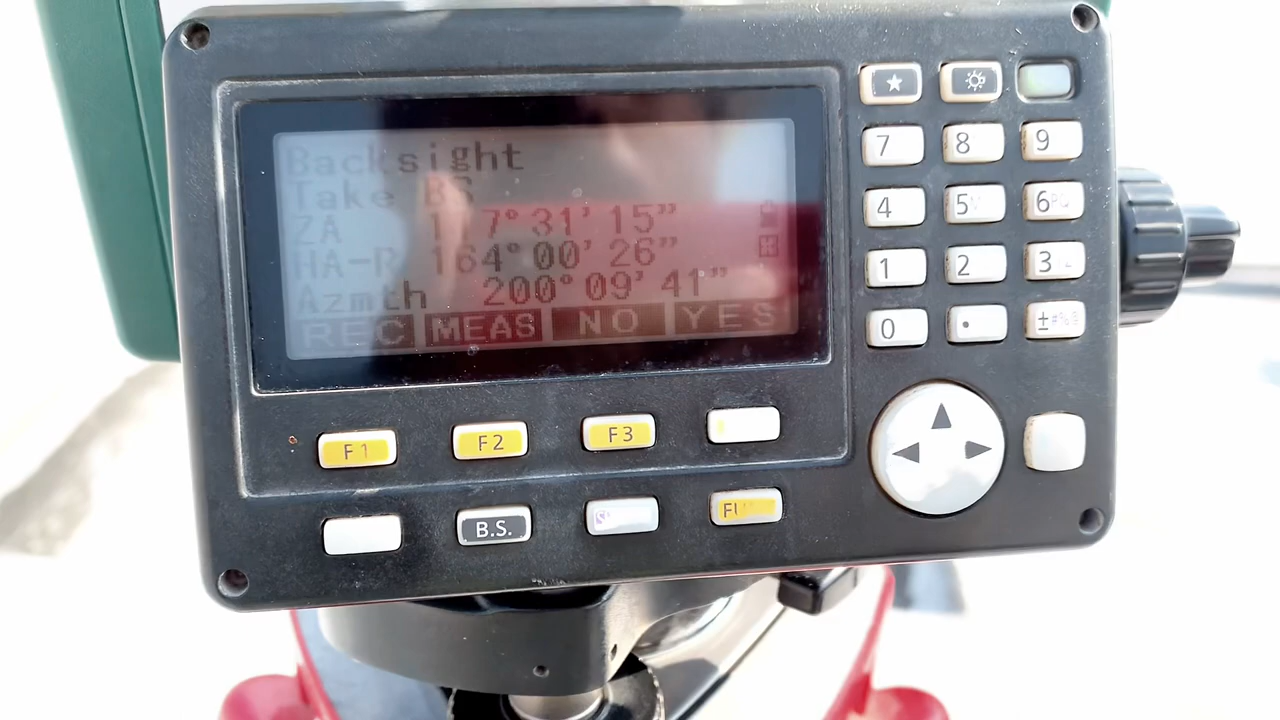 Backsight
Take BS
ZA 117°31'15"
HA-R 164°00'26"
Azmth 200°09'41"
REC MEAS NO YES
7 8 9
4 5 6
1 2 3
0 . ±#%@
F1 F2 F3
B.S.